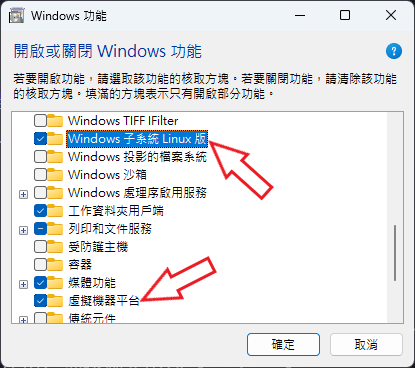 Windows 功能
開啟或關閉 Windows 功能
若要開啟功能，請選取該功能的核取方塊。若要關閉功能，請清除該功能
的核取方塊。填滿的方塊表示只有開啟部分功能。
Windows TIFF IFilter
Windows 子系統 Linux 版
Windows 投影的檔案系統
Windows 沙箱
Windows 處理序啟用服務
工作資料夾用戶端
列印和文件服務
受防護主機
容器
媒體功能
虛擬機器平台
傳統元件
確定
取消